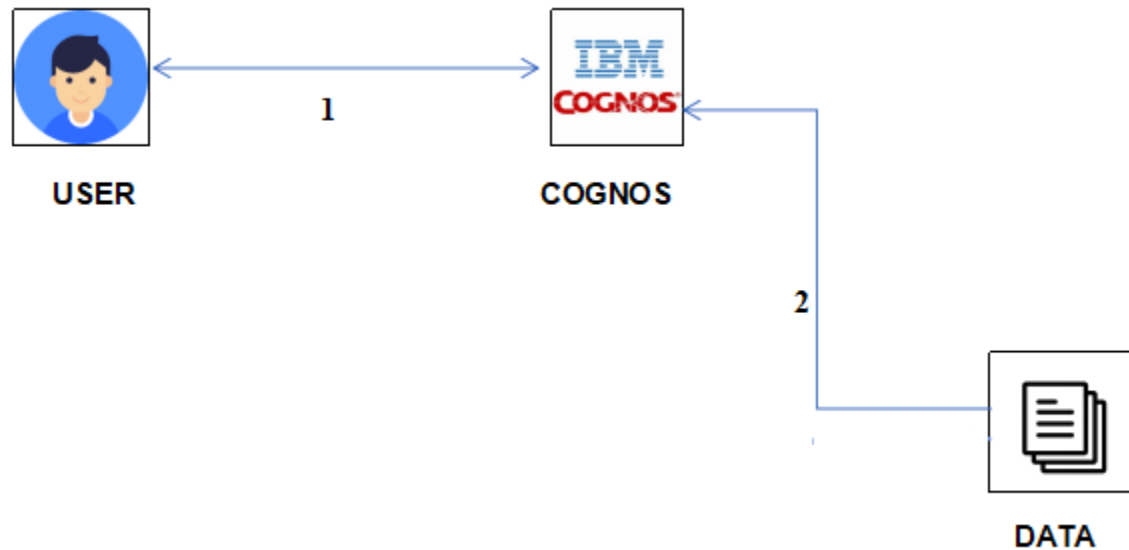 IBM
COGNOS
1
USER
COGNOS
2
DATA